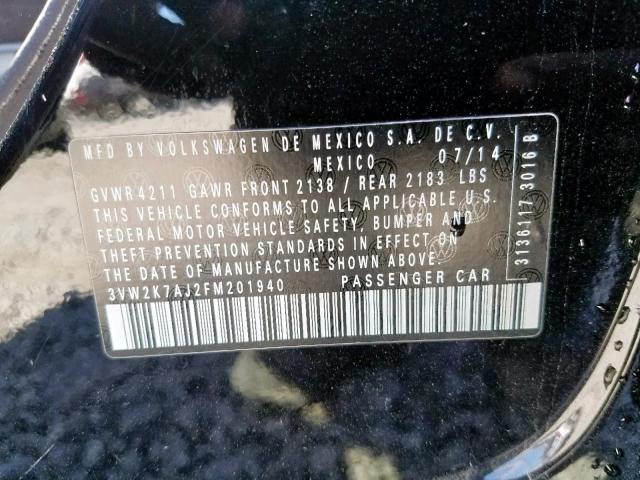 MFD BY VOLKSWAGEN DE MEXICO S.A. DE C.V.
MEXICO 07/14
GVWR 4211 GAWR FRONT 2138 / REAR 2183 LBS
THIS VEHICLE CONFORMS TO ALL APPLICABLE U.S.
FEDERAL MOTOR VEHICLE SAFETY, BUMPER AND
THEFT PREVENTION STANDARDS IN EFFECT ON
THE DATE OF MANUFACTURE SHOWN ABOVE.
3VW2K7AJ2FM201940 PASSENGER CAR
3136 117 3016 B